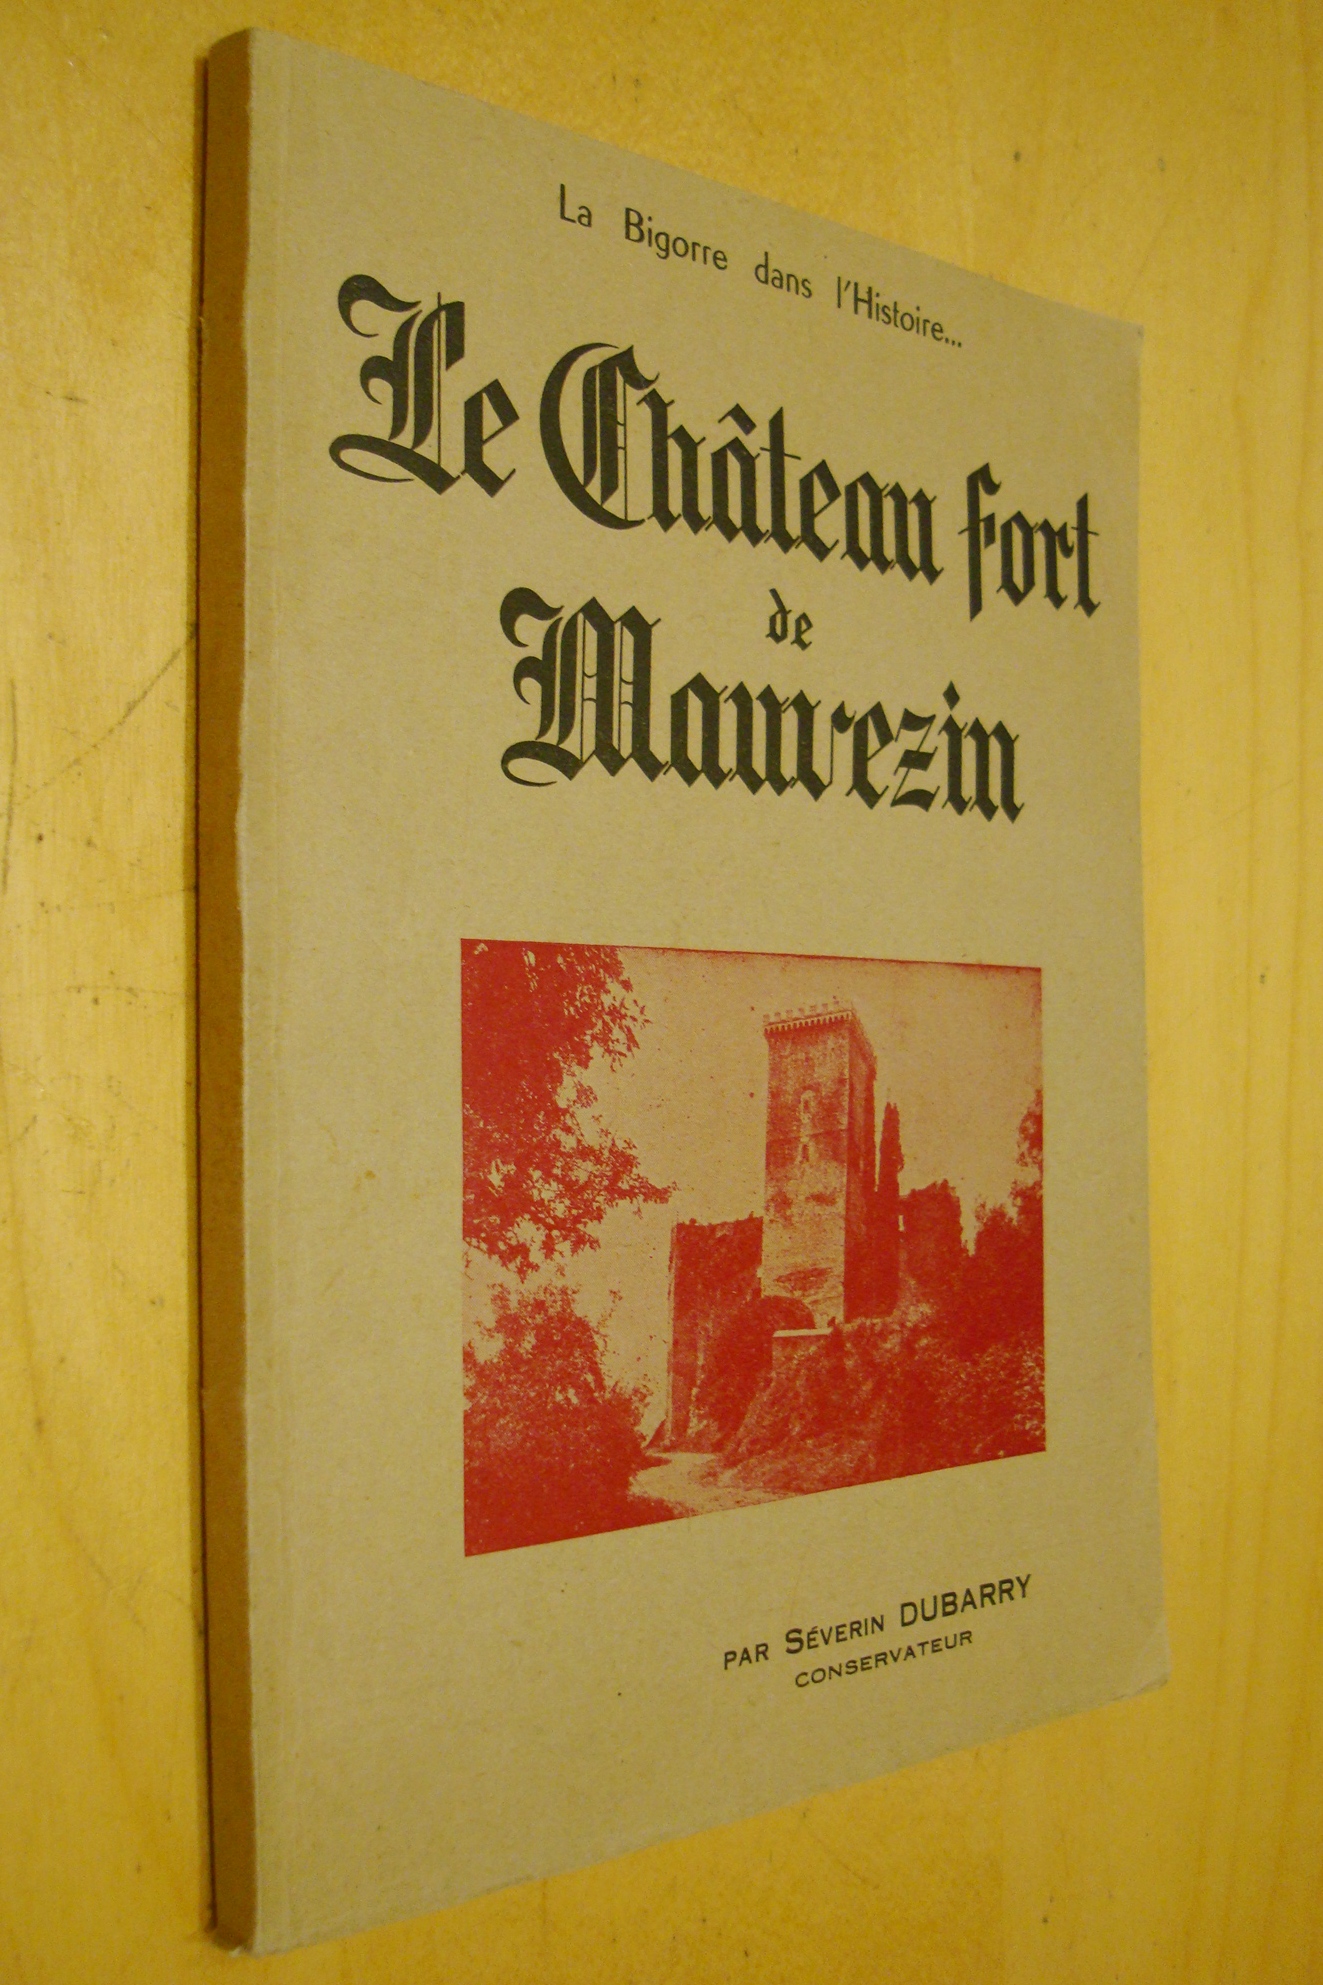 La Bigorre dans l'Histoire...
Le Château fort
de
Mauvezin
PAR SÉVERIN DUBARRY
CONSERVATEUR